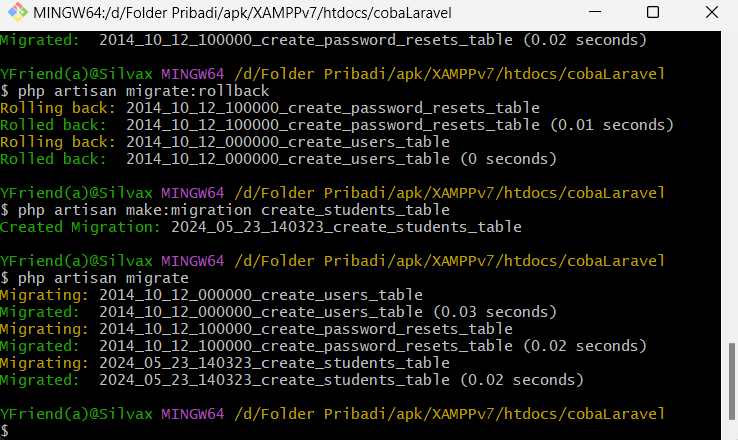 MINGW64:/d/Folder Pribadi/apk/XAMPPv7/htdocs/cobaLaravel
Migrated:  2014_10_12_100000_create_password_resets_table (0.02 seconds)
YFriend(a)@Silvax MINGW64 /d/Folder Pribadi/apk/XAMPPv7/htdocs/cobaLaravel
$ php artisan migrate:rollback
Rolling back: 2014_10_12_100000_create_password_resets_table
Rolled back:  2014_10_12_100000_create_password_resets_table (0.01 seconds)
Rolling back: 2014_10_12_000000_create_users_table
Rolled back:  2014_10_12_000000_create_users_table (0 seconds)
YFriend(a)@Silvax MINGW64 /d/Folder Pribadi/apk/XAMPPv7/htdocs/cobaLaravel
$ php artisan make:migration create_students_table
Created Migration: 2024_05_23_140323_create_students_table
YFriend(a)@Silvax MINGW64 /d/Folder Pribadi/apk/XAMPPv7/htdocs/cobaLaravel
$ php artisan migrate
Migrating: 2014_10_12_000000_create_users_table
Migrated:  2014_10_12_000000_create_users_table (0.03 seconds)
Migrating: 2014_10_12_100000_create_password_resets_table
Migrated:  2014_10_12_100000_create_password_resets_table (0.02 seconds)
Migrating: 2024_05_23_140323_create_students_table
Migrated:  2024_05_23_140323_create_students_table (0.02 seconds)
YFriend(a)@Silvax MINGW64 /d/Folder Pribadi/apk/XAMPPv7/htdocs/cobaLaravel
$